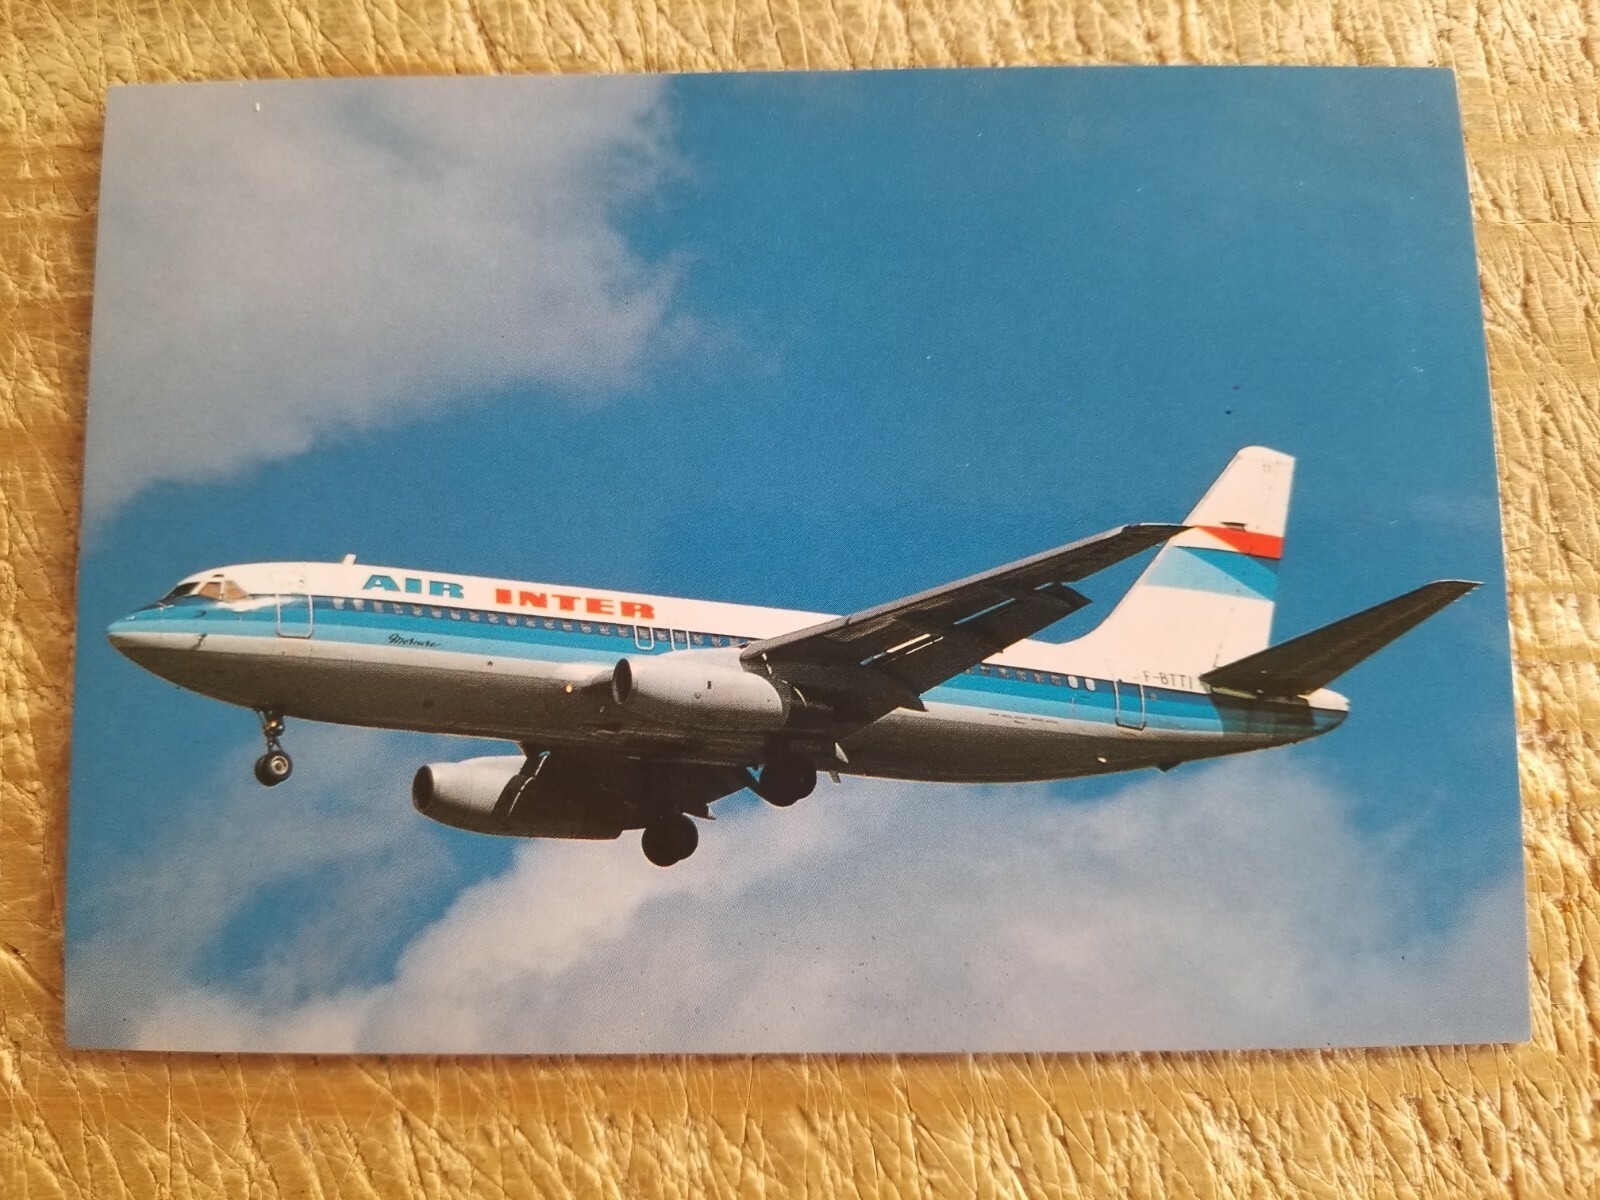 AIR INTER
Mercure
F-BTTI